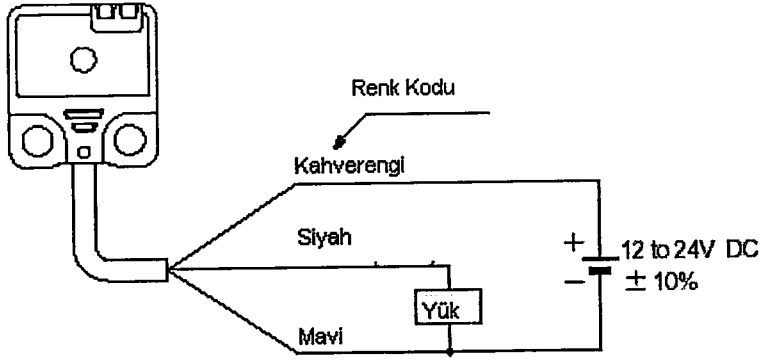 Renk Kodu
Kahverengi
Siyah
+ 12 to 24V DC
− ± 10%
Yük
Mavi